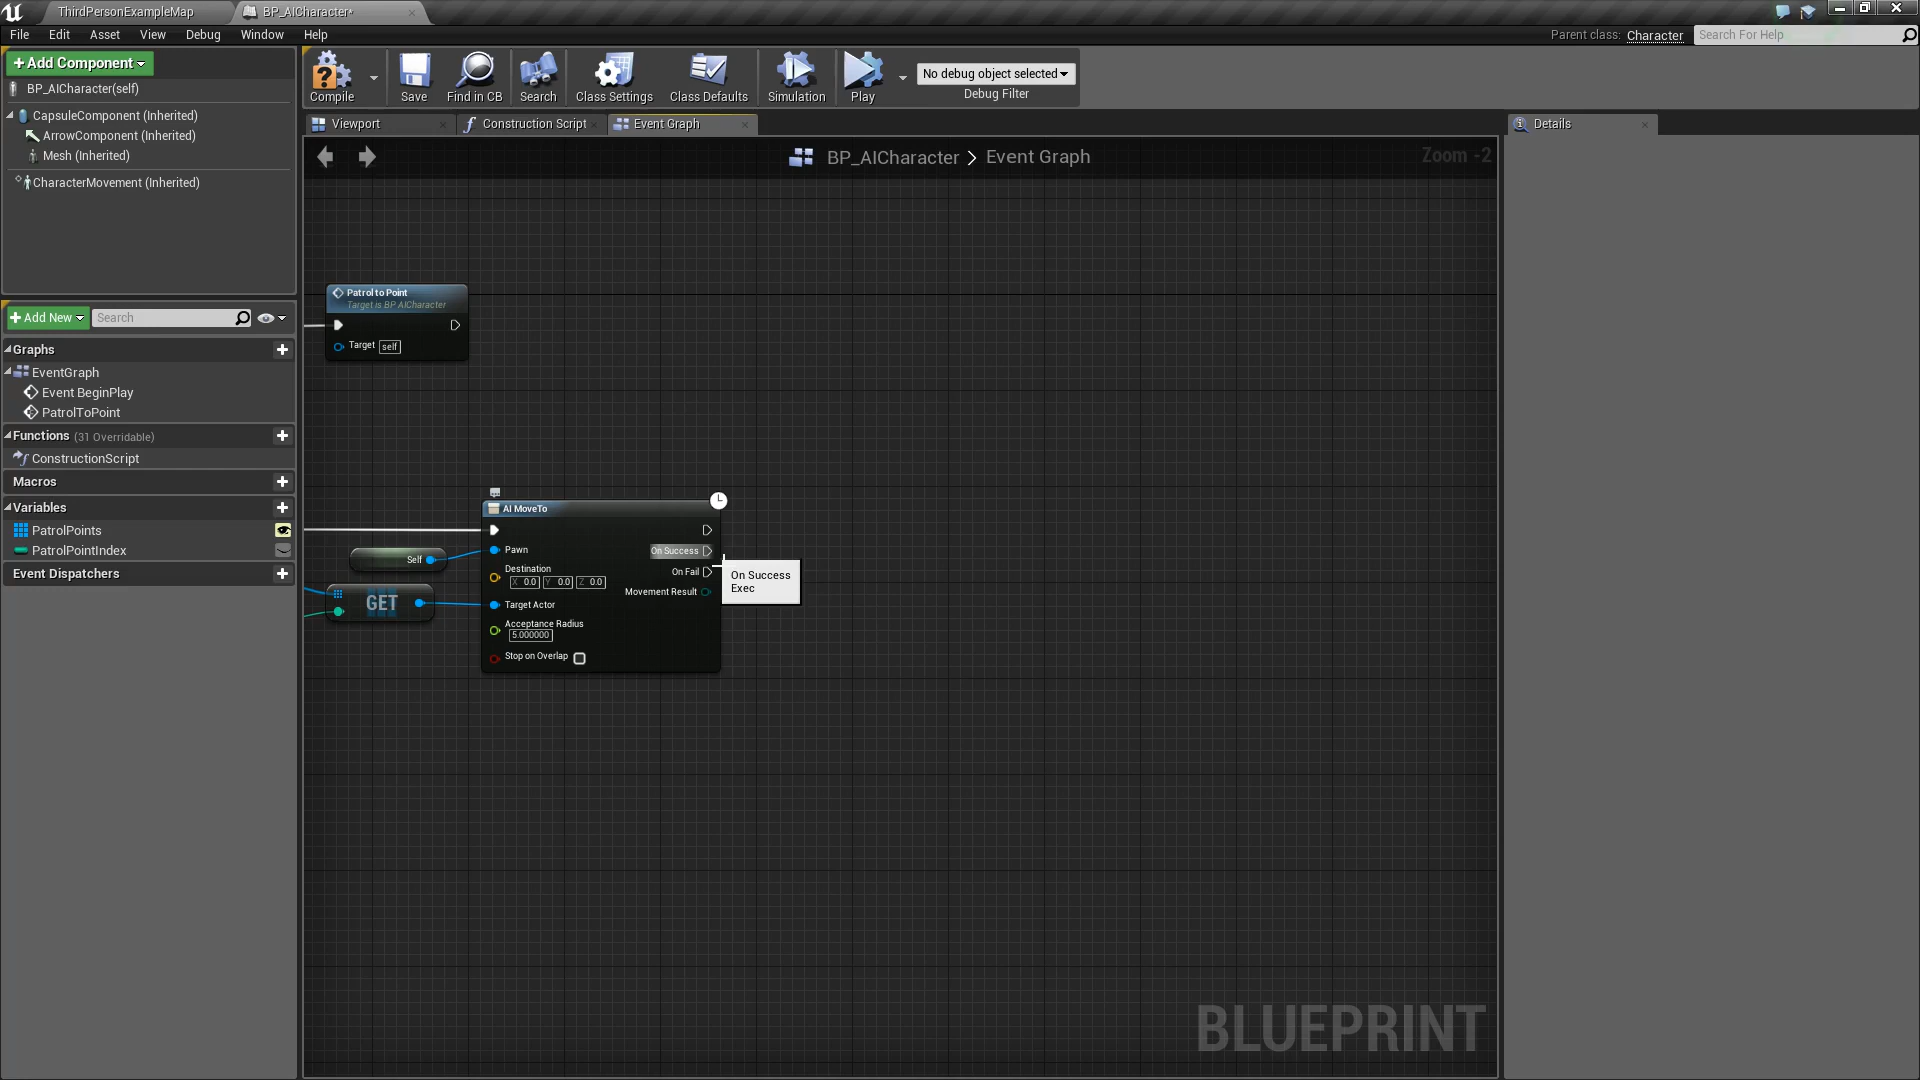 ThirdPersonExampleMap
BP_AICharacter*
File Edit Asset View Debug Window Help
Parent class: Character
Search For Help
Add Component
BP_AICharacter(self)
CapsuleComponent (Inherited)
ArrowComponent (Inherited)
Mesh (Inherited)
CharacterMovement (Inherited)
Compile
Save
Find in CB
Search
Class Settings
Class Defaults
Simulation
Play
No debug object selected
Debug Filter
Viewport
Construction Script
Event Graph
Details
BP_AICharacter > Event Graph
Zoom -2
Add New
Search
Graphs
EventGraph
Event BeginPlay
PatrolToPoint
Functions (31 Overridable)
ConstructionScript
Macros
Variables
PatrolPoints
PatrolPointIndex
Event Dispatchers
Patrol to Point
Target is BP AICharacter
Target self
AI MoveTo
Self
Pawn
Destination
X 0.0 Y 0.0 Z 0.0
GET
Target Actor
Acceptance Radius
5.000000
Stop on Overlap
On Success
On Fail
Movement Result
On Success
Exec
BLUEPRINT